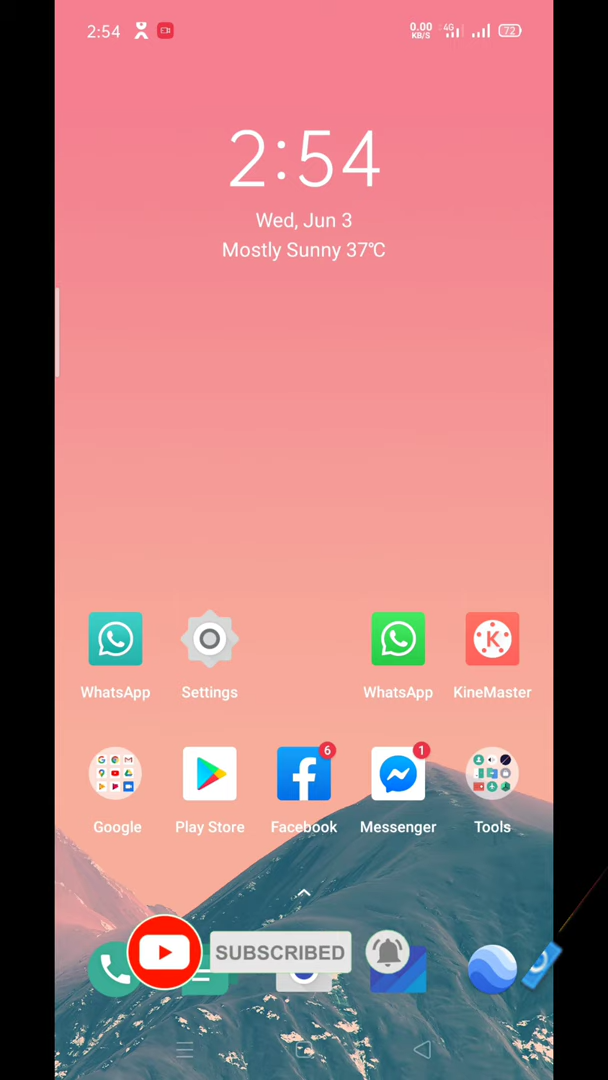 2:54 0.00 KB/S 4G 72
2:54
Wed, Jun 3
Mostly Sunny 37℃
WhatsApp Settings WhatsApp KineMaster
6 1
Google Play Store Facebook Messenger Tools
SUBSCRIBED